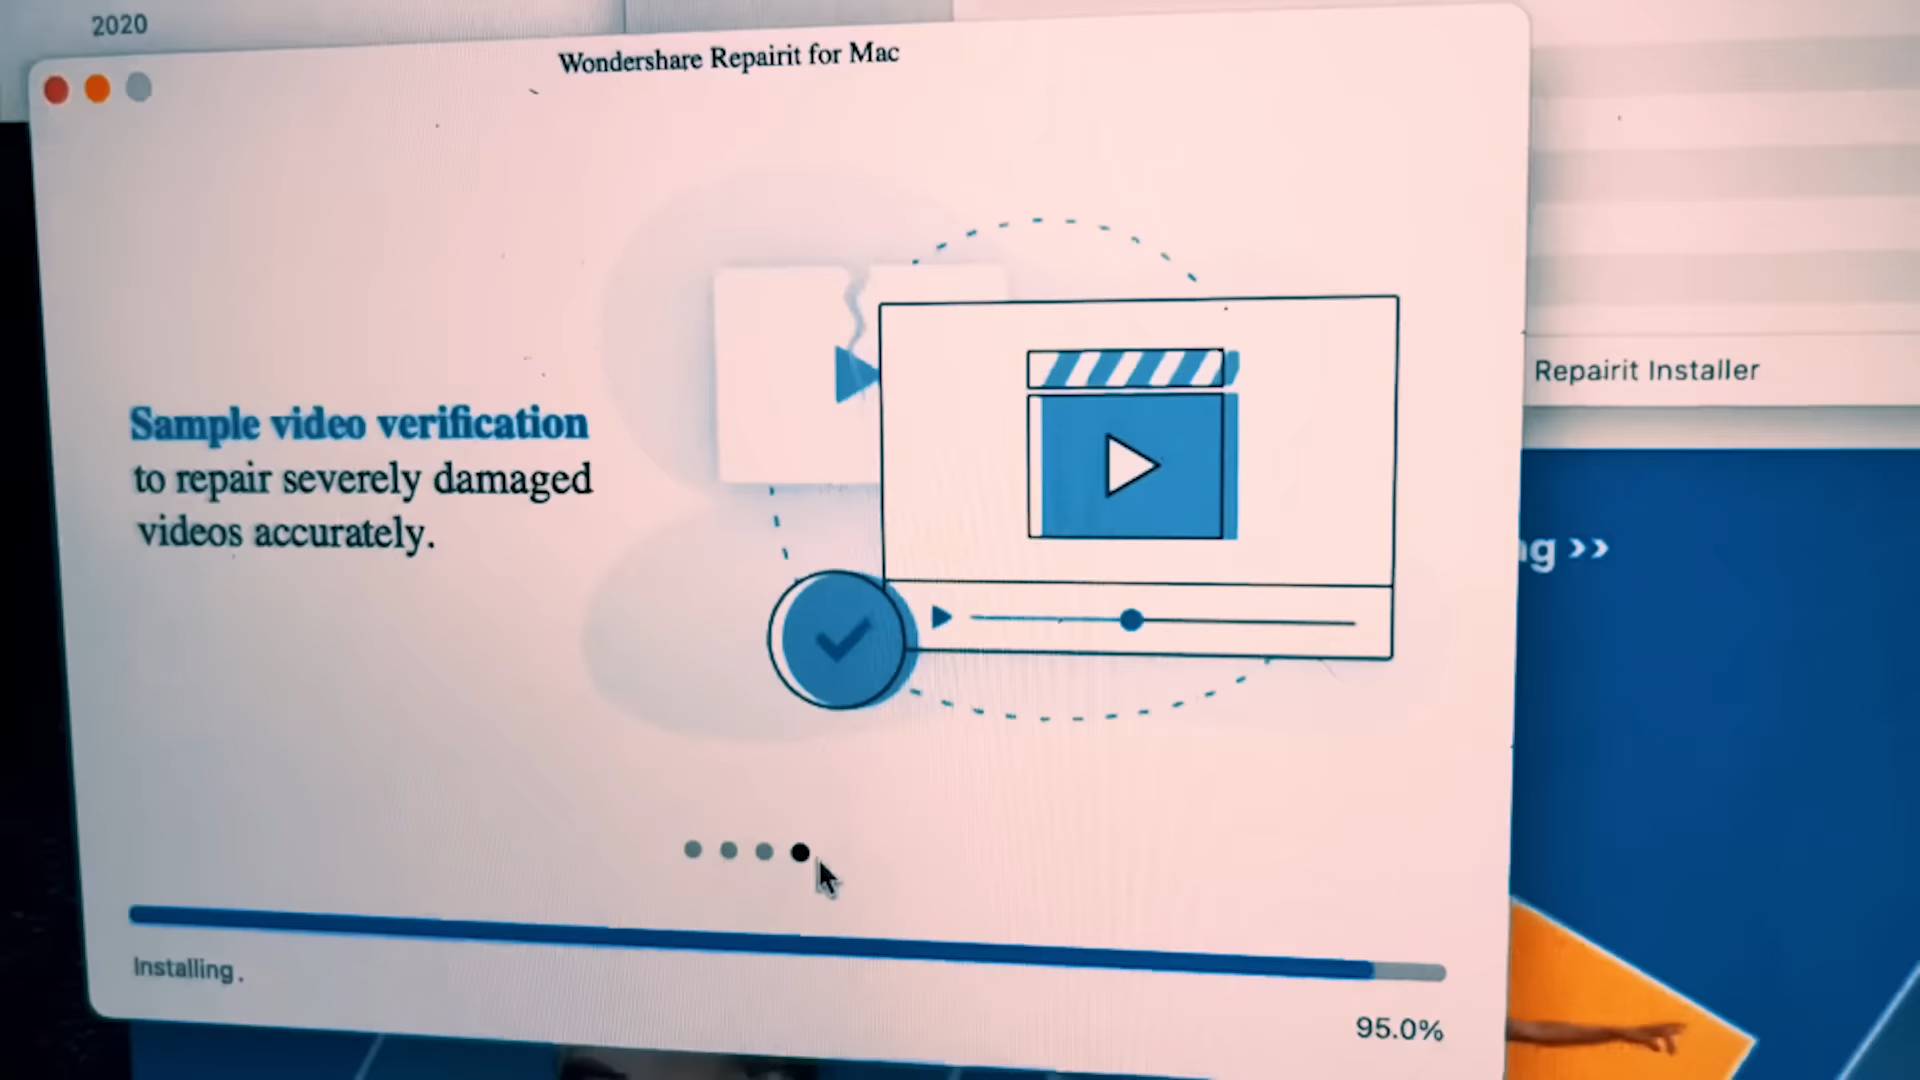 2020
Wondershare Repairit for Mac
Repairit Installer
Sample video verification
to repair severely damaged
videos accurately.
g >>
Installing.
95.0%